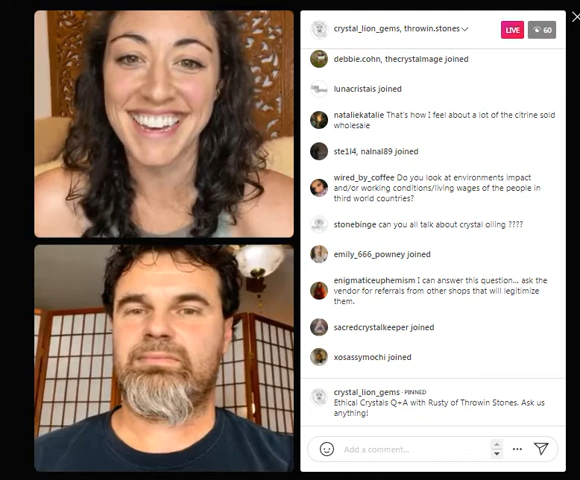 crystal_lion_gems, throwin.stones
LIVE
60
debbie.cohn, thecrystalmage joined
lunacristais joined
nataliekatalie That's how I feel about a lot of the citrine sold
wholesale
ste1l4, nalnal89 joined
wired_by_coffee Do you look at environments impact
and/or working conditions/living wages of the people in
third world countries?
stonebinge can you all talk about crystal oiling ????
emily_666_powney joined
enigmaticeuphemism I can answer this question... ask the
vendor for referrals from other shops that will legitimize
them.
sacredcrystalkeeper joined
xosassymochi joined
crystal_lion_gems · PINNED
Ethical Crystals Q+A with Rusty of Throwin Stones. Ask us
anything!
Add a comment...